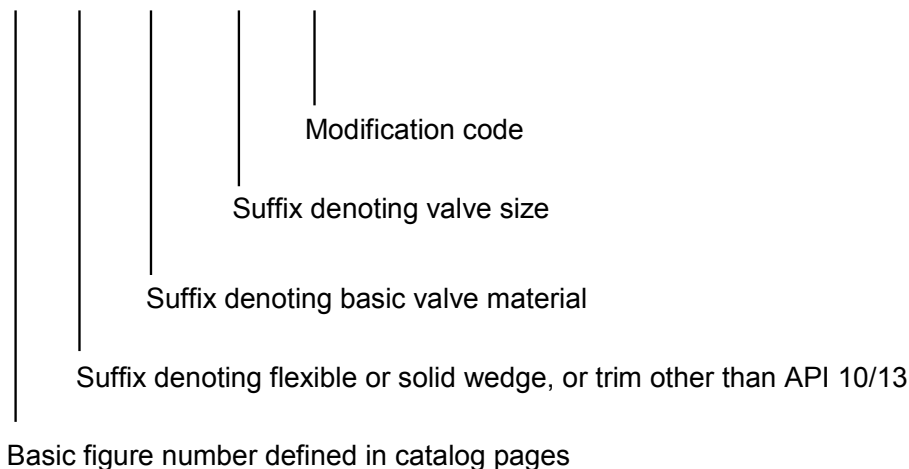 Modification code
Suffix denoting valve size
Suffix denoting basic valve material
Suffix denoting flexible or solid wedge, or trim other than API 10/13
Basic figure number defined in catalog pages